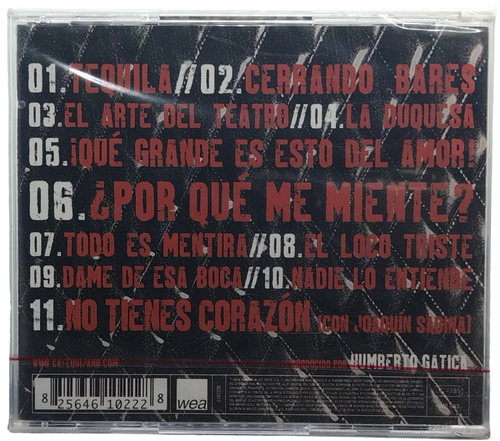 01.TEQUILA//02.CERRANDO BARES
03.EL ARTE DEL TEATRO//04.LA DUQUESA
05.¡QUÉ GRANDE ES ESTO DEL AMOR!
06.¿POR QUÉ ME MIENTE?
07.TODO ES MENTIRA//08.EL LOCO TRISTE
09.DAME DE ESA BOCA//10.NADIE LO ENTIENDE
11.NO TIENES CORAZÓN (CON JOAQUÍN SABINA)
WWW.CAFEQUIJANO.COM
PRODUCIDO POR HUMBERTO GATICA
8 25646 10222 8
wea